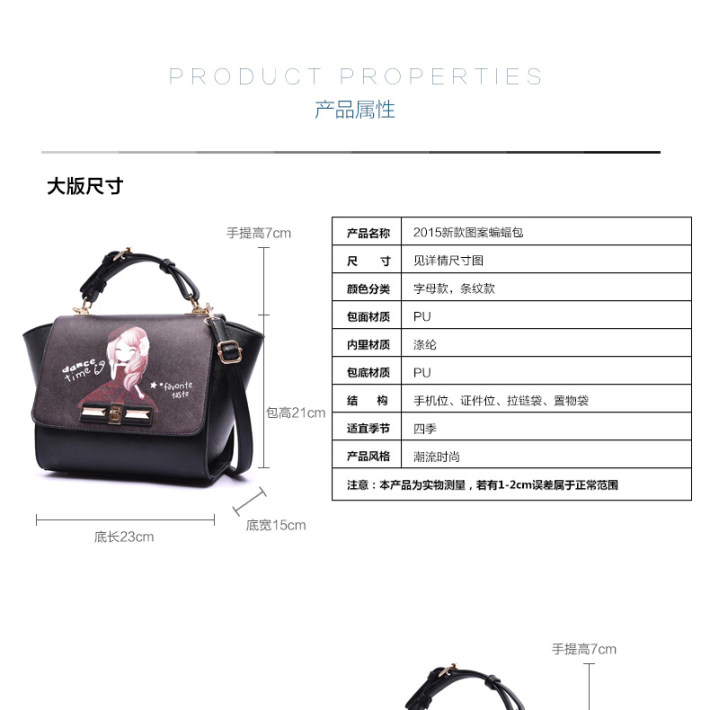 PRODUCT PROPERTIES
产品属性
大版尺寸
手提高7cm
包高21cm
底宽15cm
底长23cm
dance
time
*favorite
taste
产品名称 2015新款图案蝙蝠包
尺 寸 见详情尺寸图
颜色分类 字母款，条纹款
包面材质 PU
内里材质 涤纶
包底材质 PU
结 构 手机位、证件位、拉链袋、置物袋
适宜季节 四季
产品风格 潮流时尚
注意：本产品为实物测量，若有1-2cm误差属于正常范围
手提高7cm